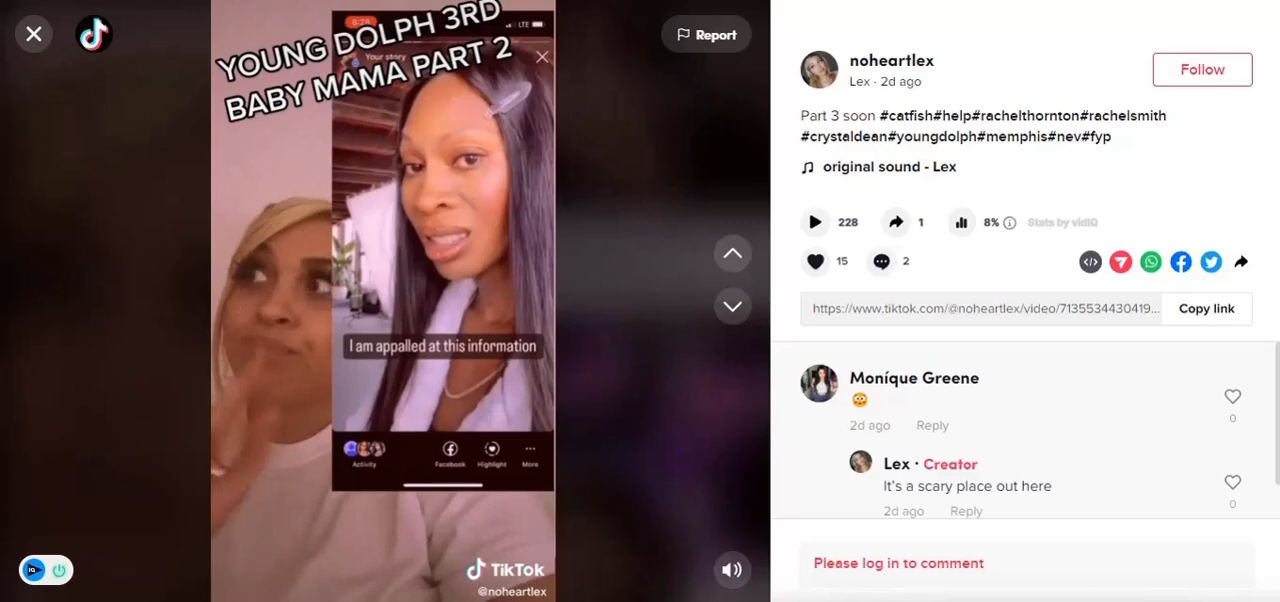 YOUNG DOLPH 3RD
BABY MAMA PART 2
8:28
LTE
Your story
I am appalled at this information
Activity
Facebook
Highlight
More
TikTok
@noheartlex
Report
noheartlex
Lex · 2d ago
Follow
Part 3 soon #catfish#help#rachelthornton#rachelsmith
#crystaldean#youngdolph#memphis#nev#fyp
original sound - Lex
228
1
8%
Stats by vidIQ
15
2
https://www.tiktok.com/@noheartlex/video/7135534430419...
Copy link
Moníque Greene
😳
2d ago Reply
0
Lex · Creator
It's a scary place out here
2d ago Reply
0
Please log in to comment
IQ